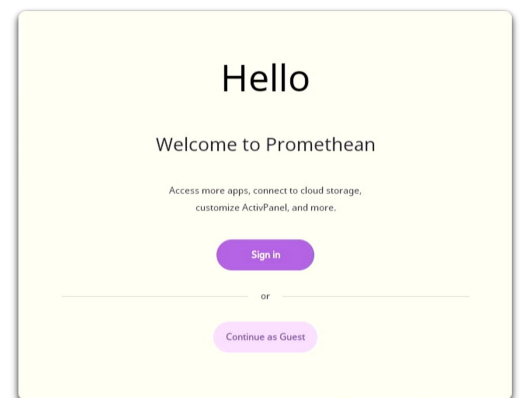 Hello
Welcome to Promethean
Access more apps, connect to cloud storage,
customize ActivPanel, and more.
Sign in
or
Continue as Guest